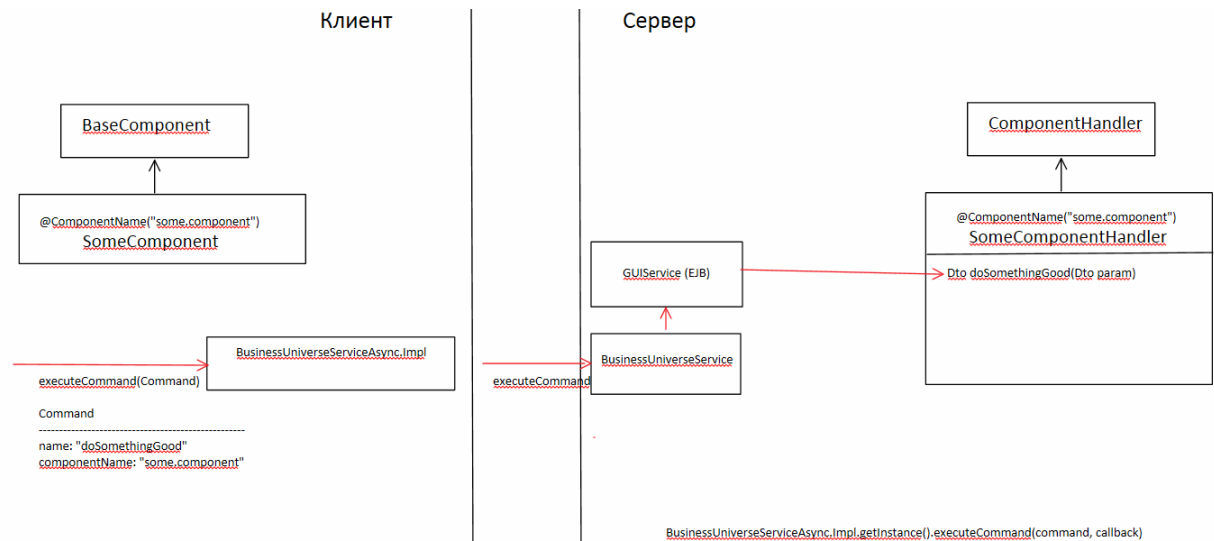 Клиент
Сервер
BaseComponent
@ComponentName("some.component")
SomeComponent
BusinessUniverseServiceAsync.Impl
executeCommand(Command)
Command
--------------------------------------------------
name: "doSomethingGood"
componentName: "some.component"
executeCommand
GUIService (EJB)
BusinessUniverseService
ComponentHandler
@ComponentName("some.component")
SomeComponentHandler
Dto doSomethingGood(Dto param)
BusinessUniverseServiceAsync.Impl.getInstance().executeCommand(command, callback)